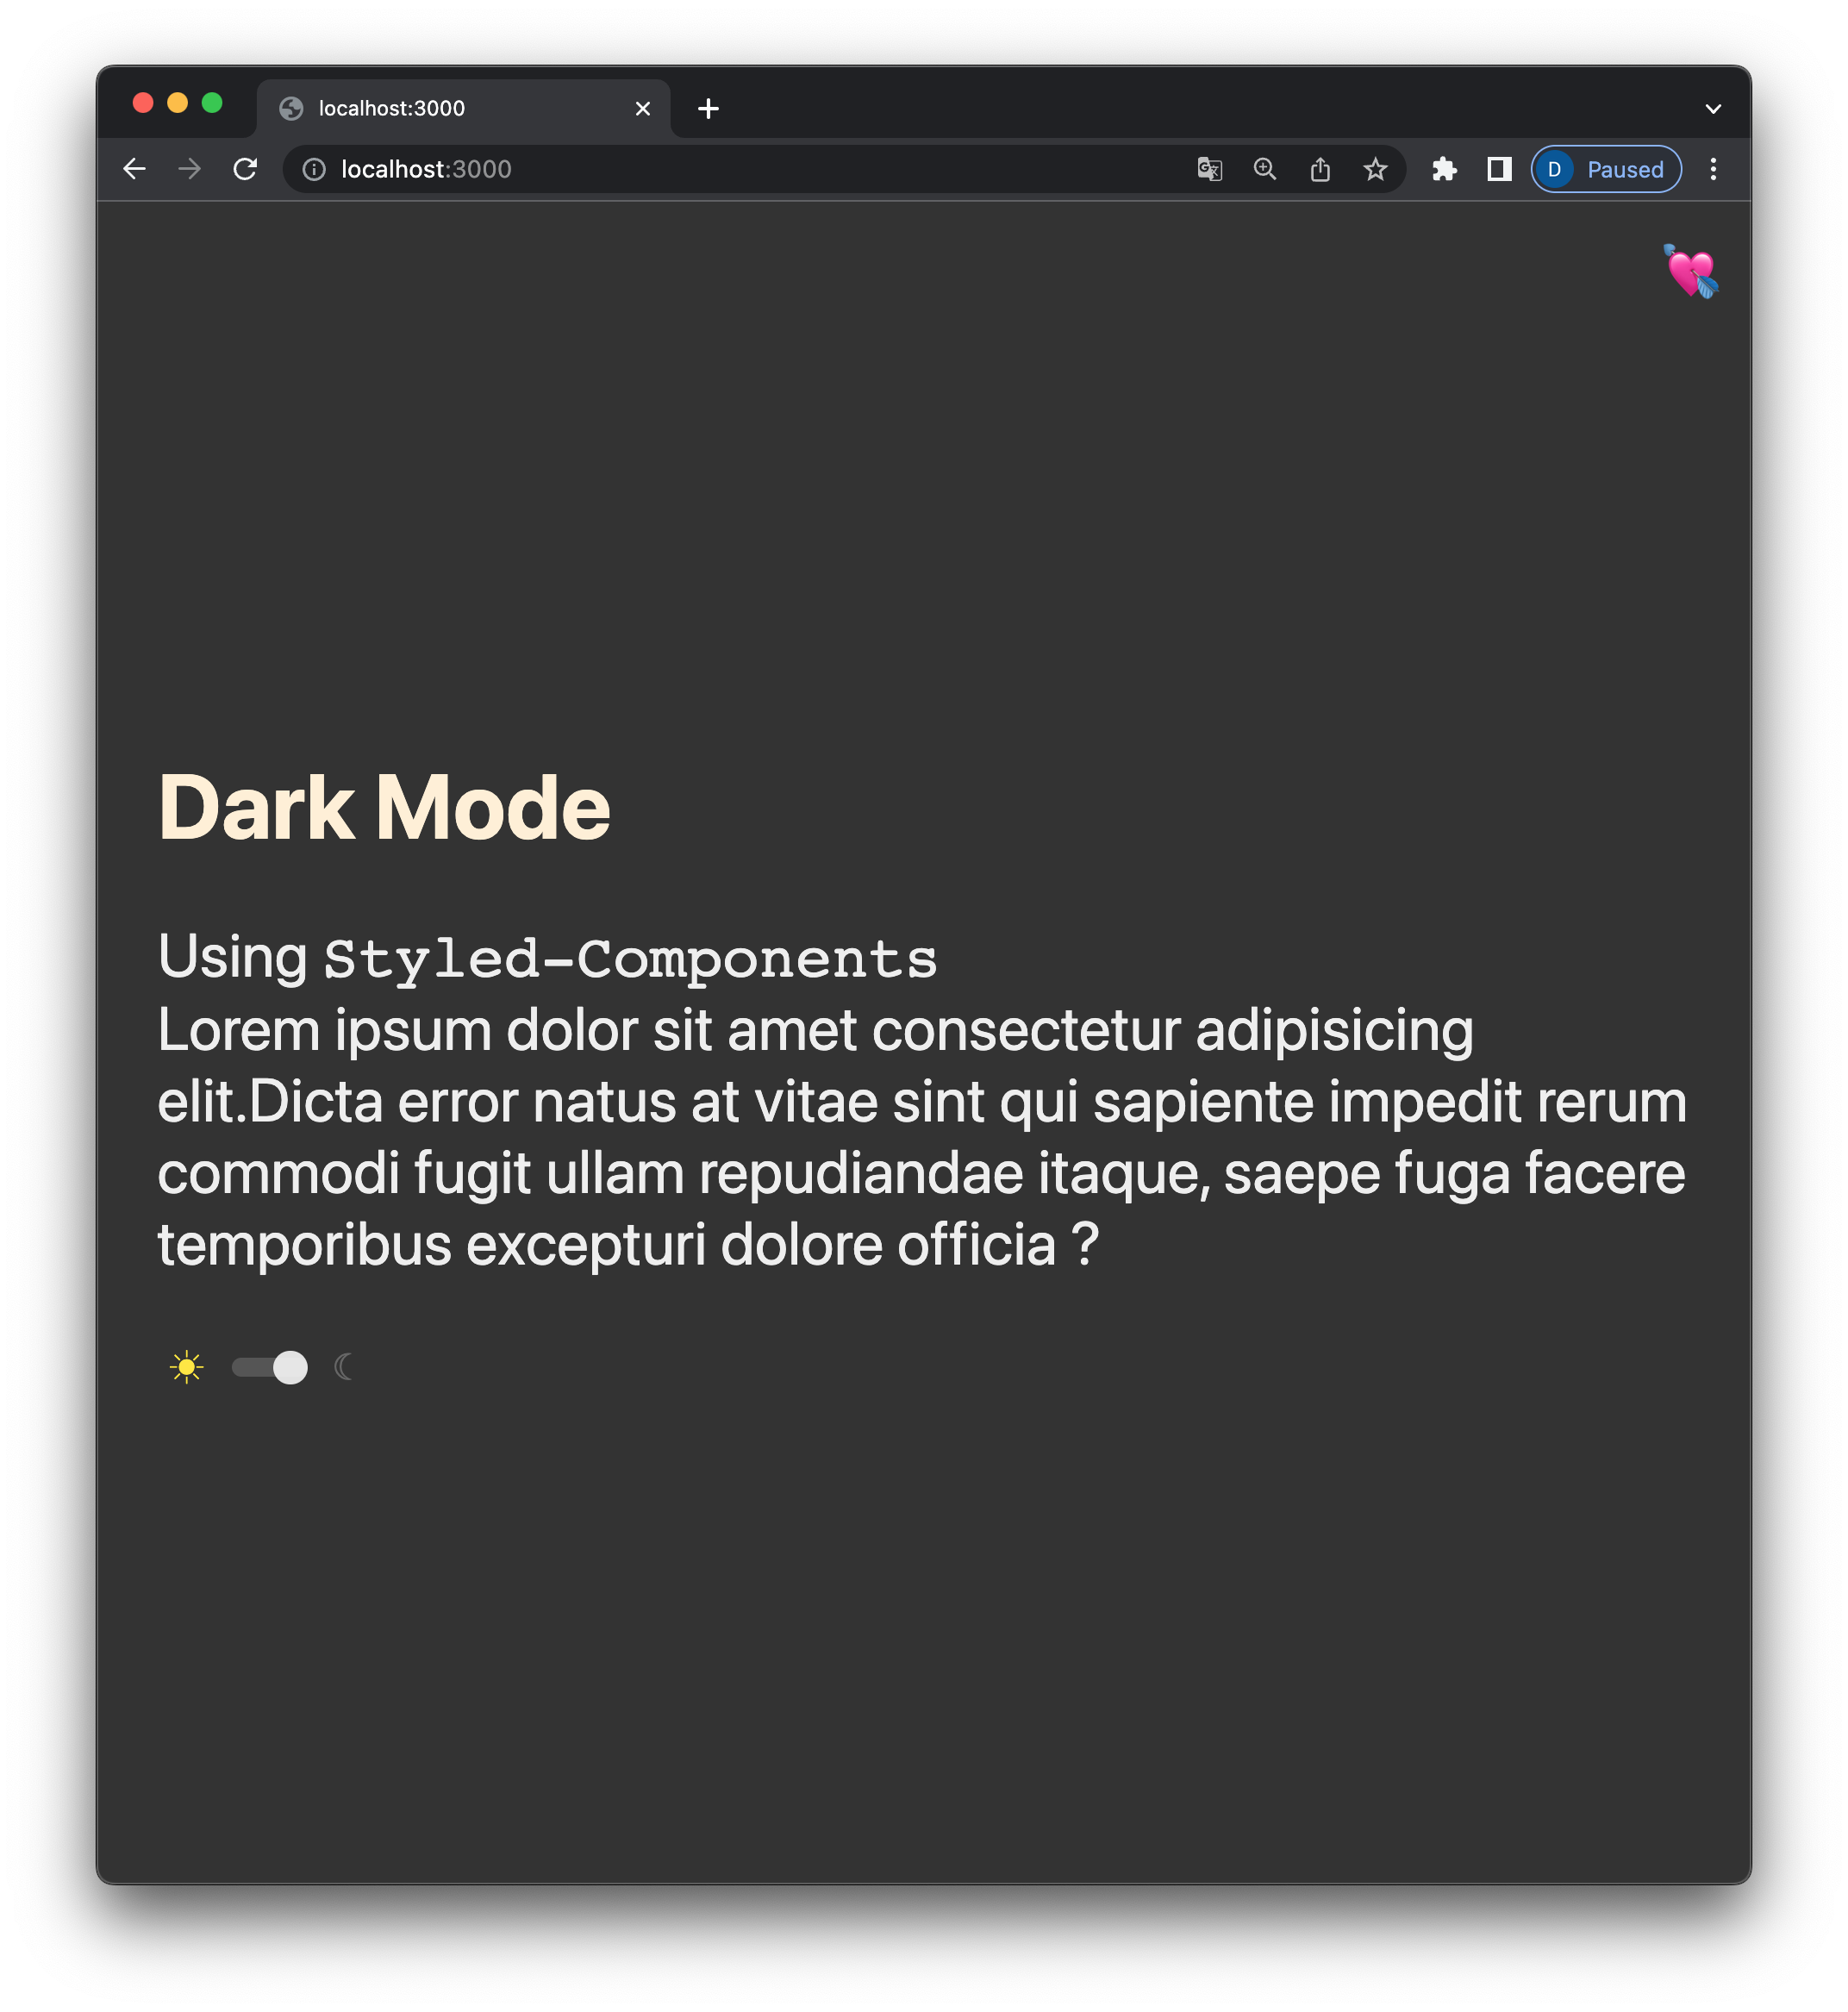 localhost:3000
localhost:3000
D Paused
Dark Mode
Using Styled-Components
Lorem ipsum dolor sit amet consectetur adipisicing
elit.Dicta error natus at vitae sint qui sapiente impedit rerum
commodi fugit ullam repudiandae itaque, saepe fuga facere
temporibus excepturi dolore officia ?